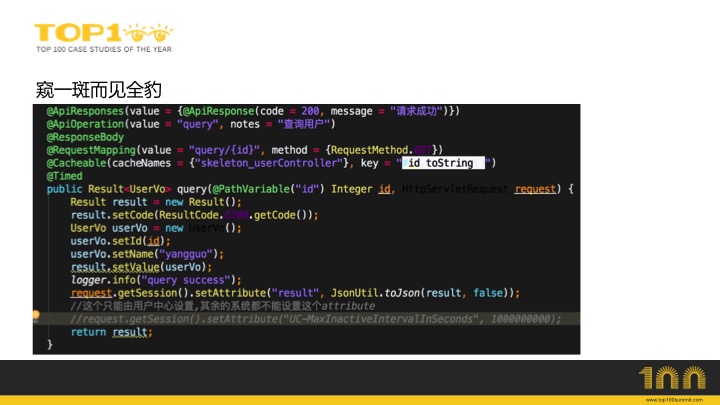 TOP1
TOP 100 CASE STUDIES OF THE YEAR
窥一斑而见全豹
@ApiResponses(value = {@ApiResponse(code = 200, message = "请求成功")})
@ApiOperation(value = "query", notes = "查询用户")
@ResponseBody
@RequestMapping(value = "query/{id}", method = {RequestMethod.GET})
@Cacheable(cacheNames = {"skeleton_userController"}, key = "#id toString ")
@Timed
public Result<UserVo> query(@PathVariable("id") Integer id, HttpServletRequest request) {
Result result = new Result();
result.setCode(ResultCode. .getCode());
UserVo userVo = new UserVo();
userVo.setId(id);
userVo.setName("yangguo");
result.setValue(userVo);
logger.info("query success");
request.getSession().setAttribute("result", JsonUtil.toJson(result, false));
//这个只能由用户中心设置,其余的系统都不能设置这个attribute
//request.getSession().setAttribute("UC-MaxInactiveIntervalInSeconds", 1000000000);
return result;
}
100
www.top100summit.com